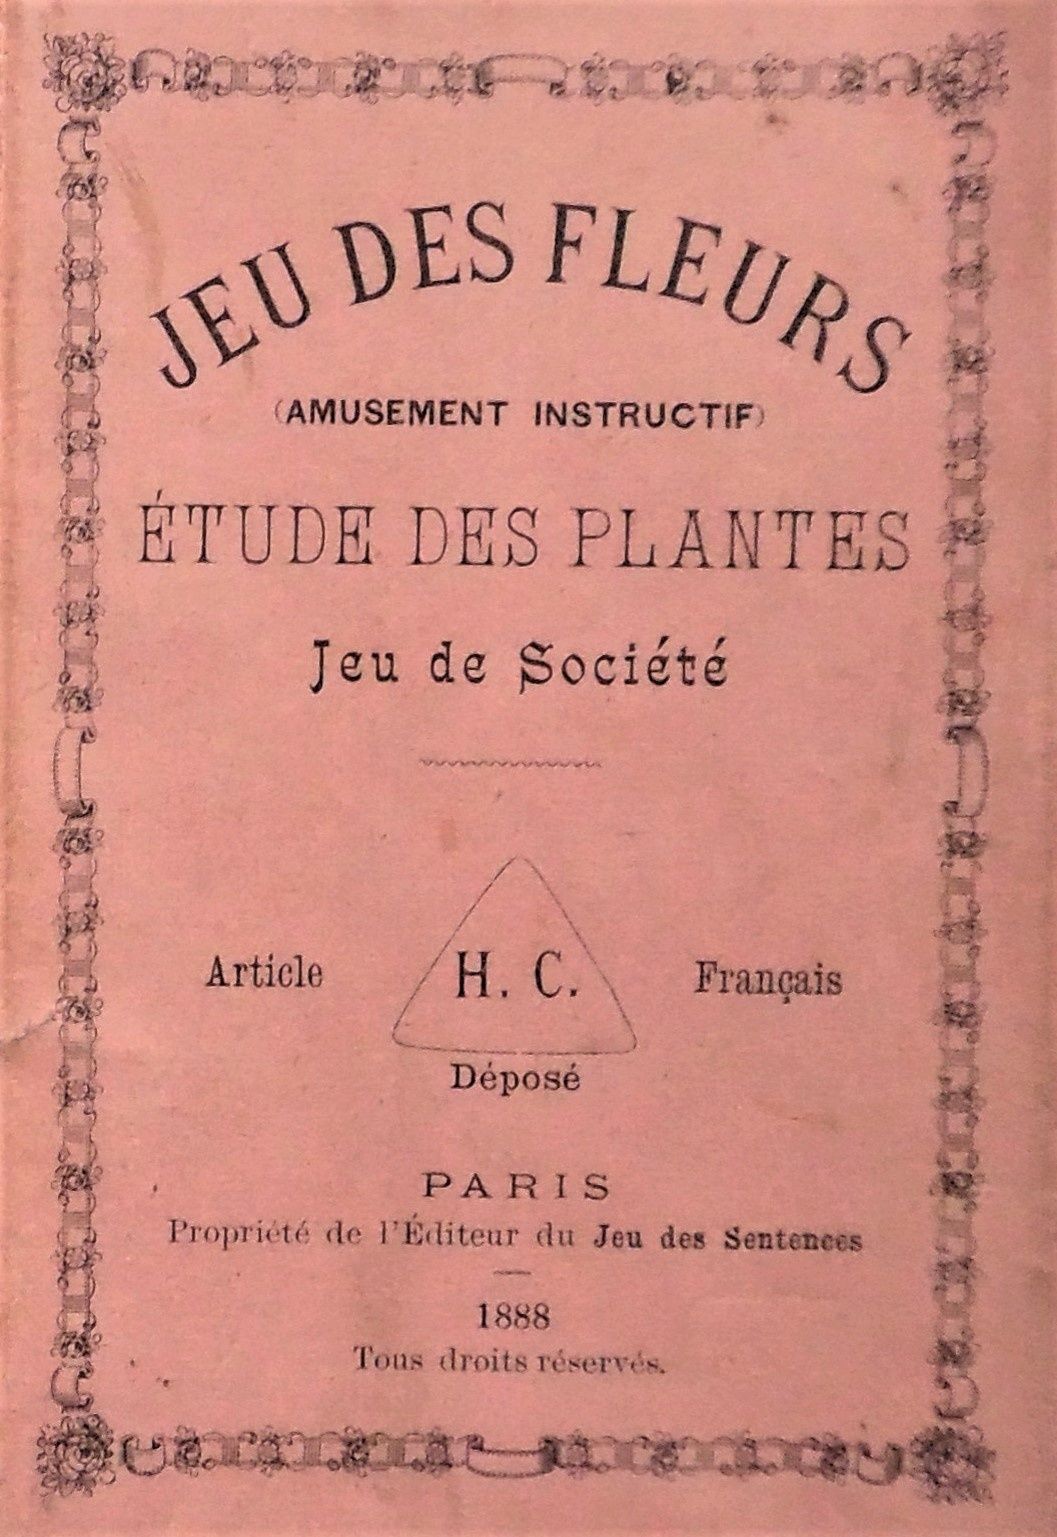 JEU DES FLEURS
(AMUSEMENT INSTRUCTIF)
ÉTUDE DES PLANTES
Jeu de Société
Article H. C. Français
Déposé
PARIS
Propriété de l'Éditeur du Jeu des Sentences
1888
Tous droits réservés.